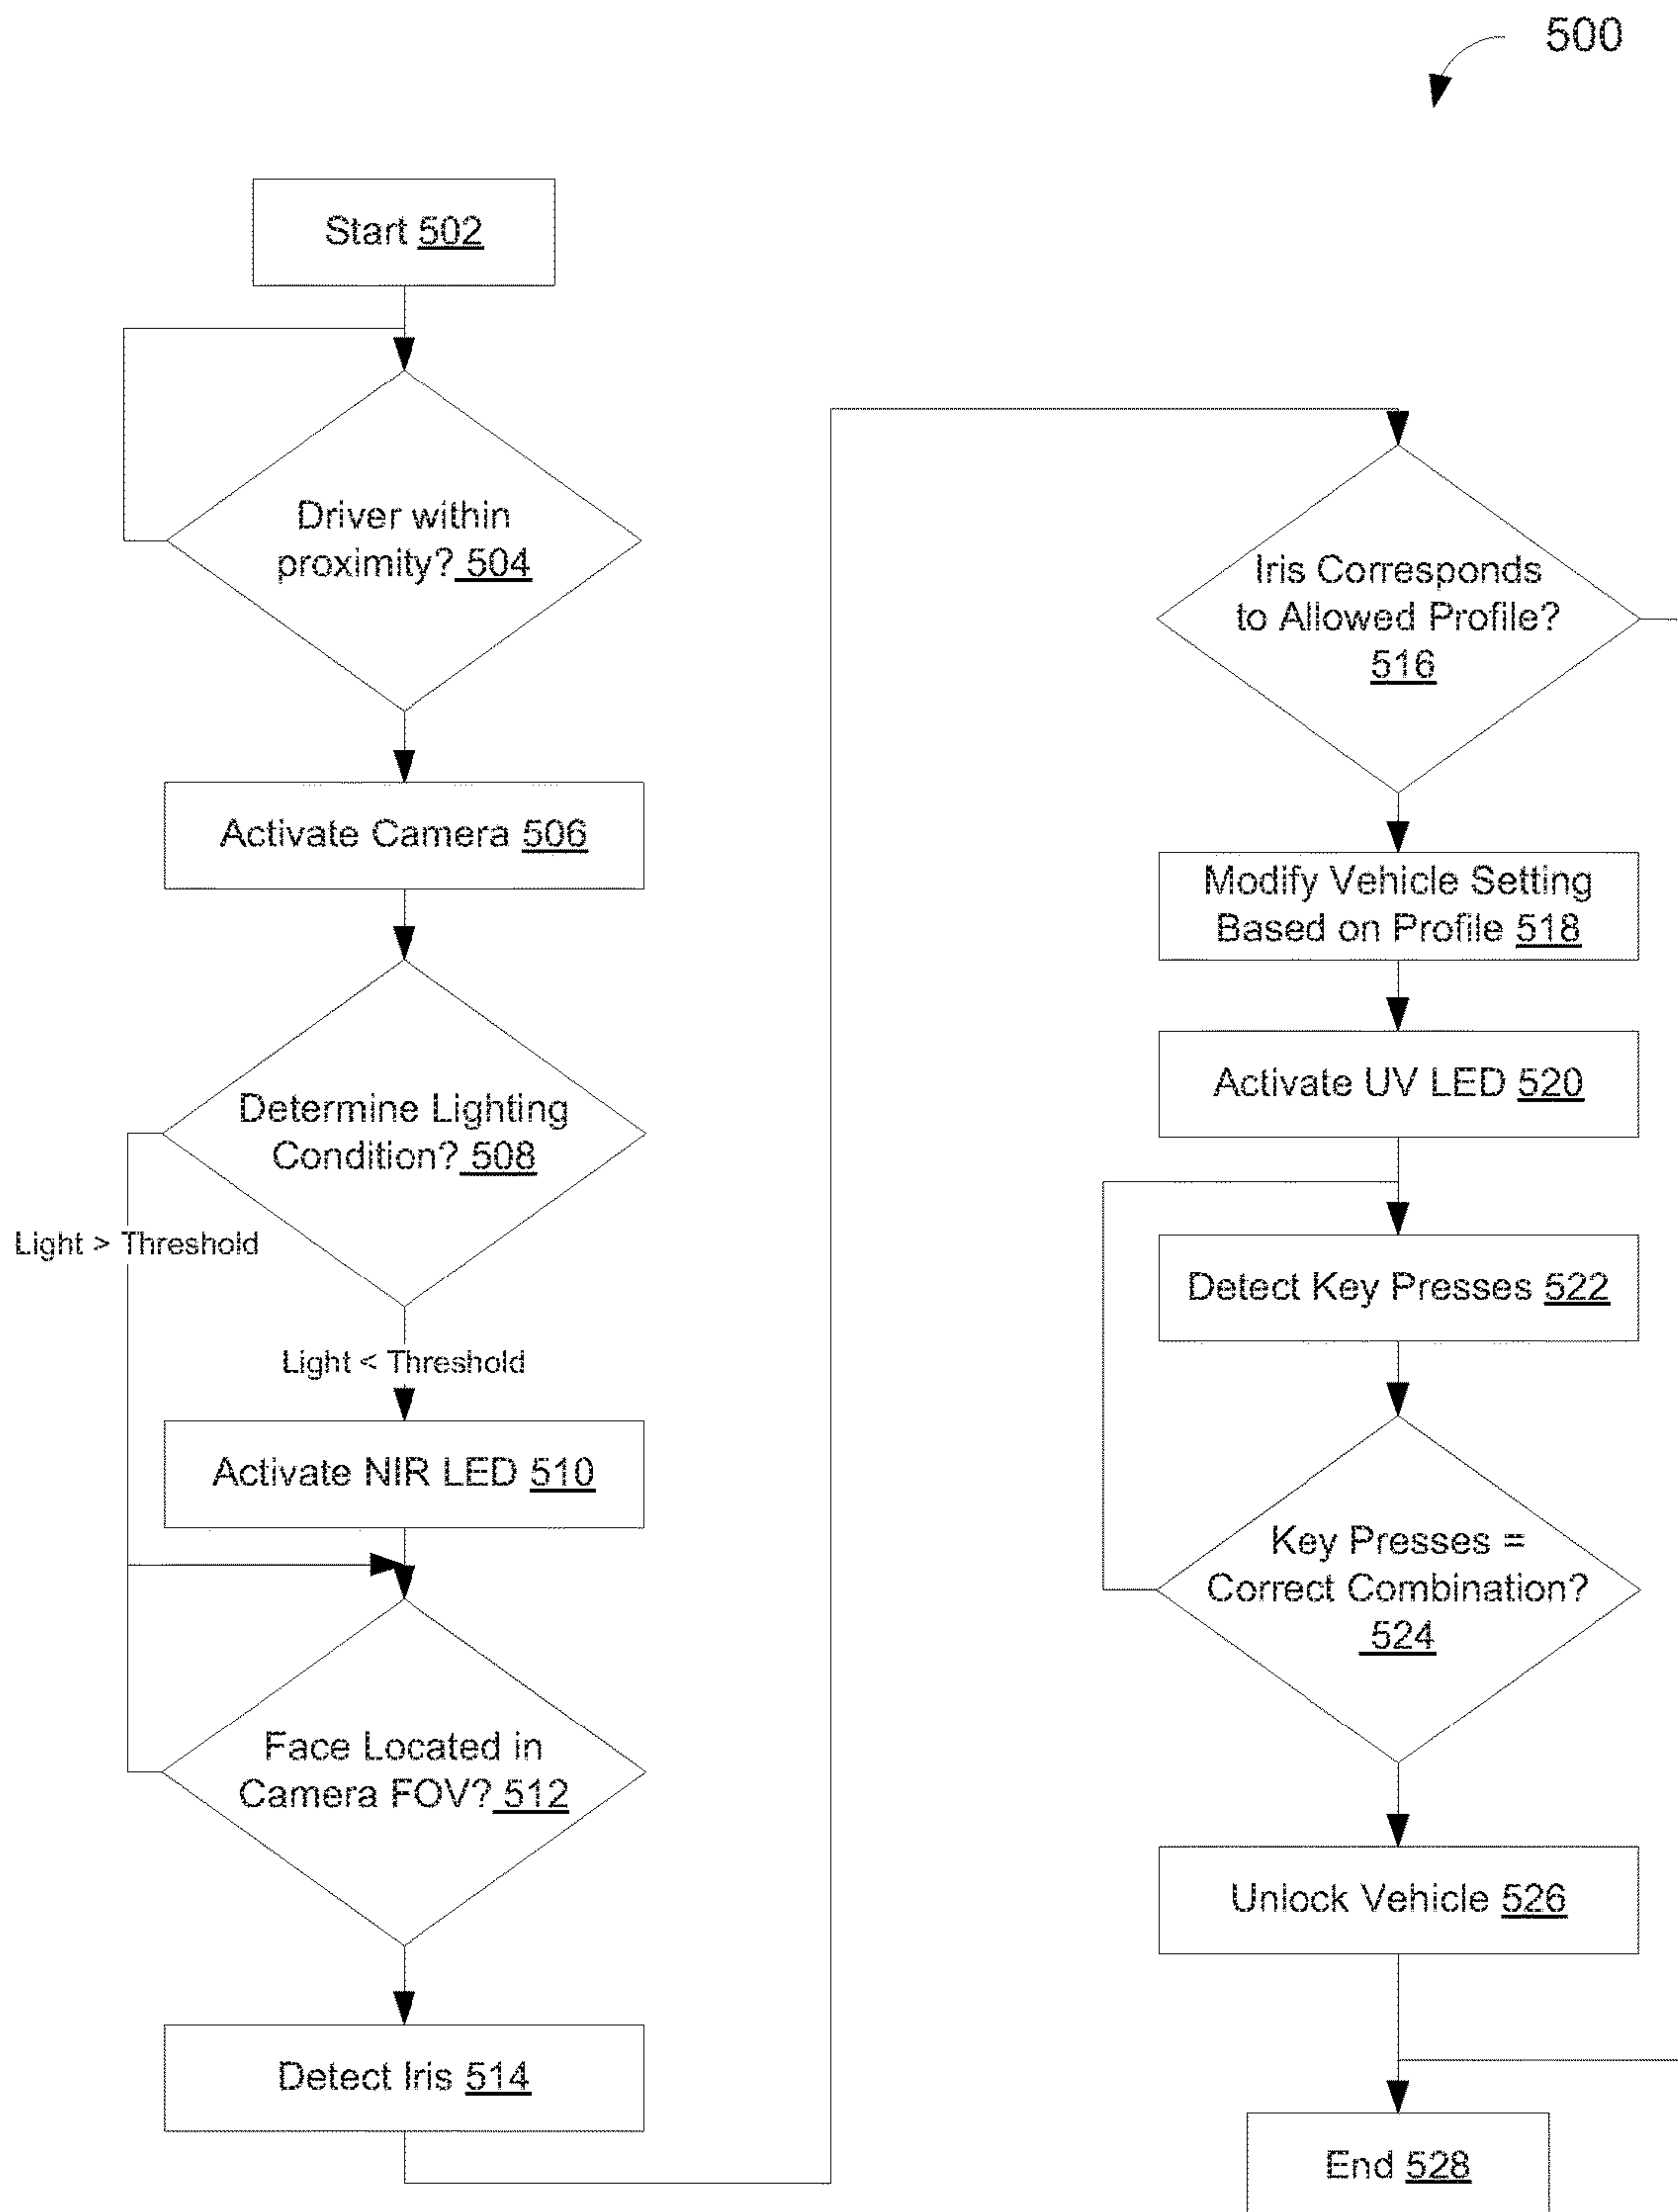 500
Start 502
Driver within
proximity? 504
Activate Camera 506
Determine Lighting
Condition? 508
Light > Threshold
Light < Threshold
Activate NIR LED 510
Face Located in
Camera FOV? 512
Detect Iris 514
Iris Corresponds
to Allowed Profile?
516
Modify Vehicle Setting
Based on Profile 518
Activate UV LED 520
Detect Key Presses 522
Key Presses =
Correct Combination?
524
Unlock Vehicle 526
End 528